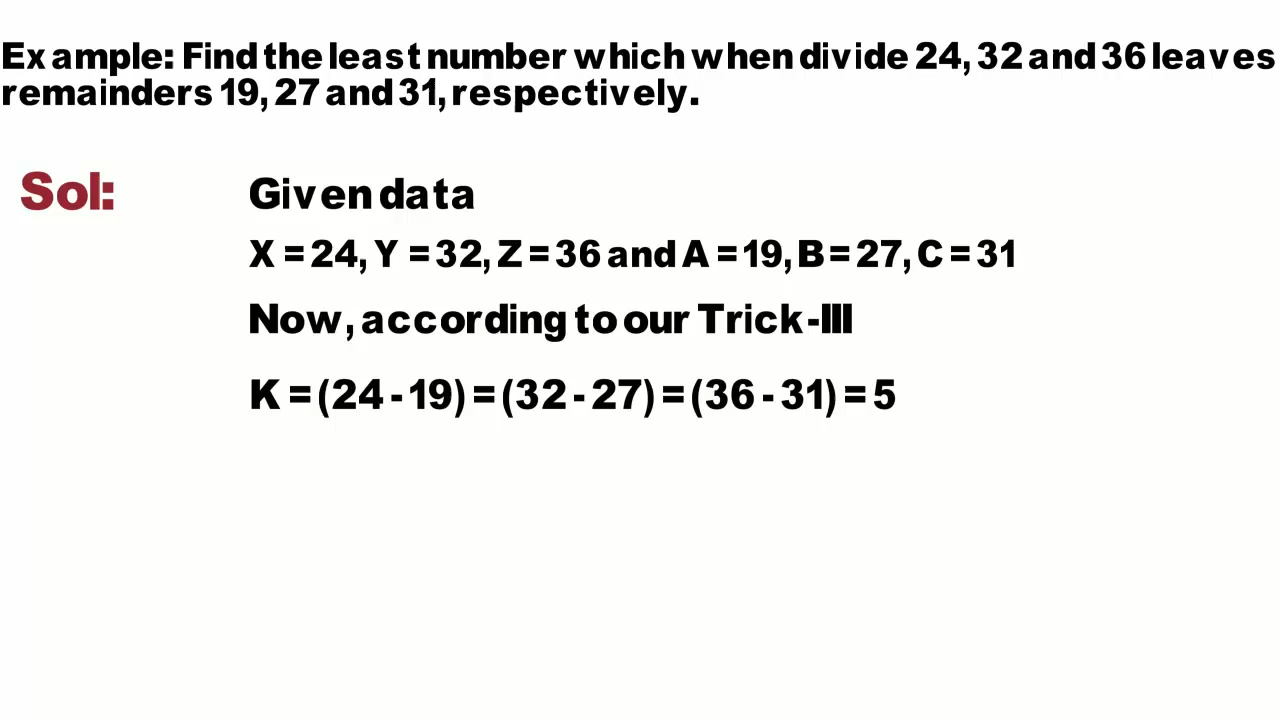 Example: Find the least number which when divide 24, 32 and 36 leaves
remainders 19, 27 and 31, respectively.
Sol: Given data
X = 24, Y = 32, Z = 36 and A = 19, B = 27, C = 31
Now, according to our Trick-III
K = (24 - 19) = (32 - 27) = (36 - 31) = 5